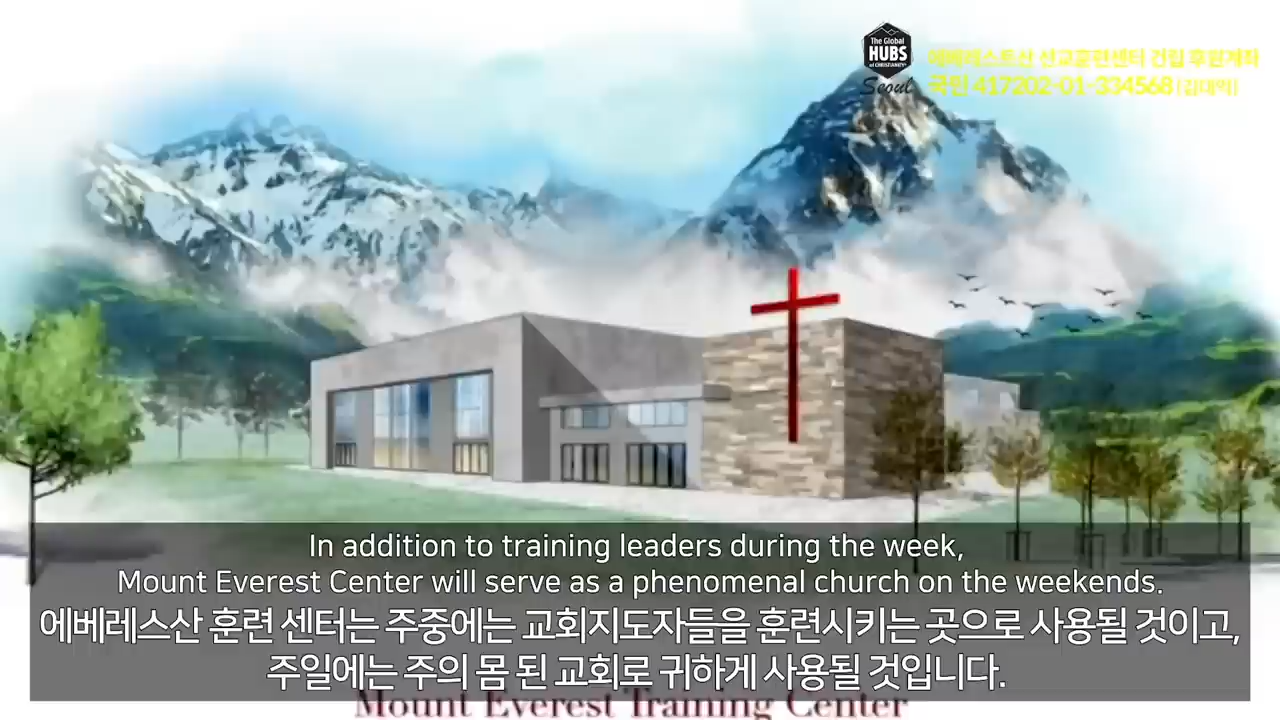 The Global
HUBS
of CHRISTIANITY
Seoul
에베레스트산 선교훈련센터 건립 후원계좌
국민 417202-01-334568 (김대억)
In addition to training leaders during the week,
Mount Everest Center will serve as a phenomenal church on the weekends.
에베레스산 훈련 센터는 주중에는 교회지도자들을 훈련시키는 곳으로 사용될 것이고,
주일에는 주의 몸 된 교회로 귀하게 사용될 것입니다.
Mount Everest Training Center